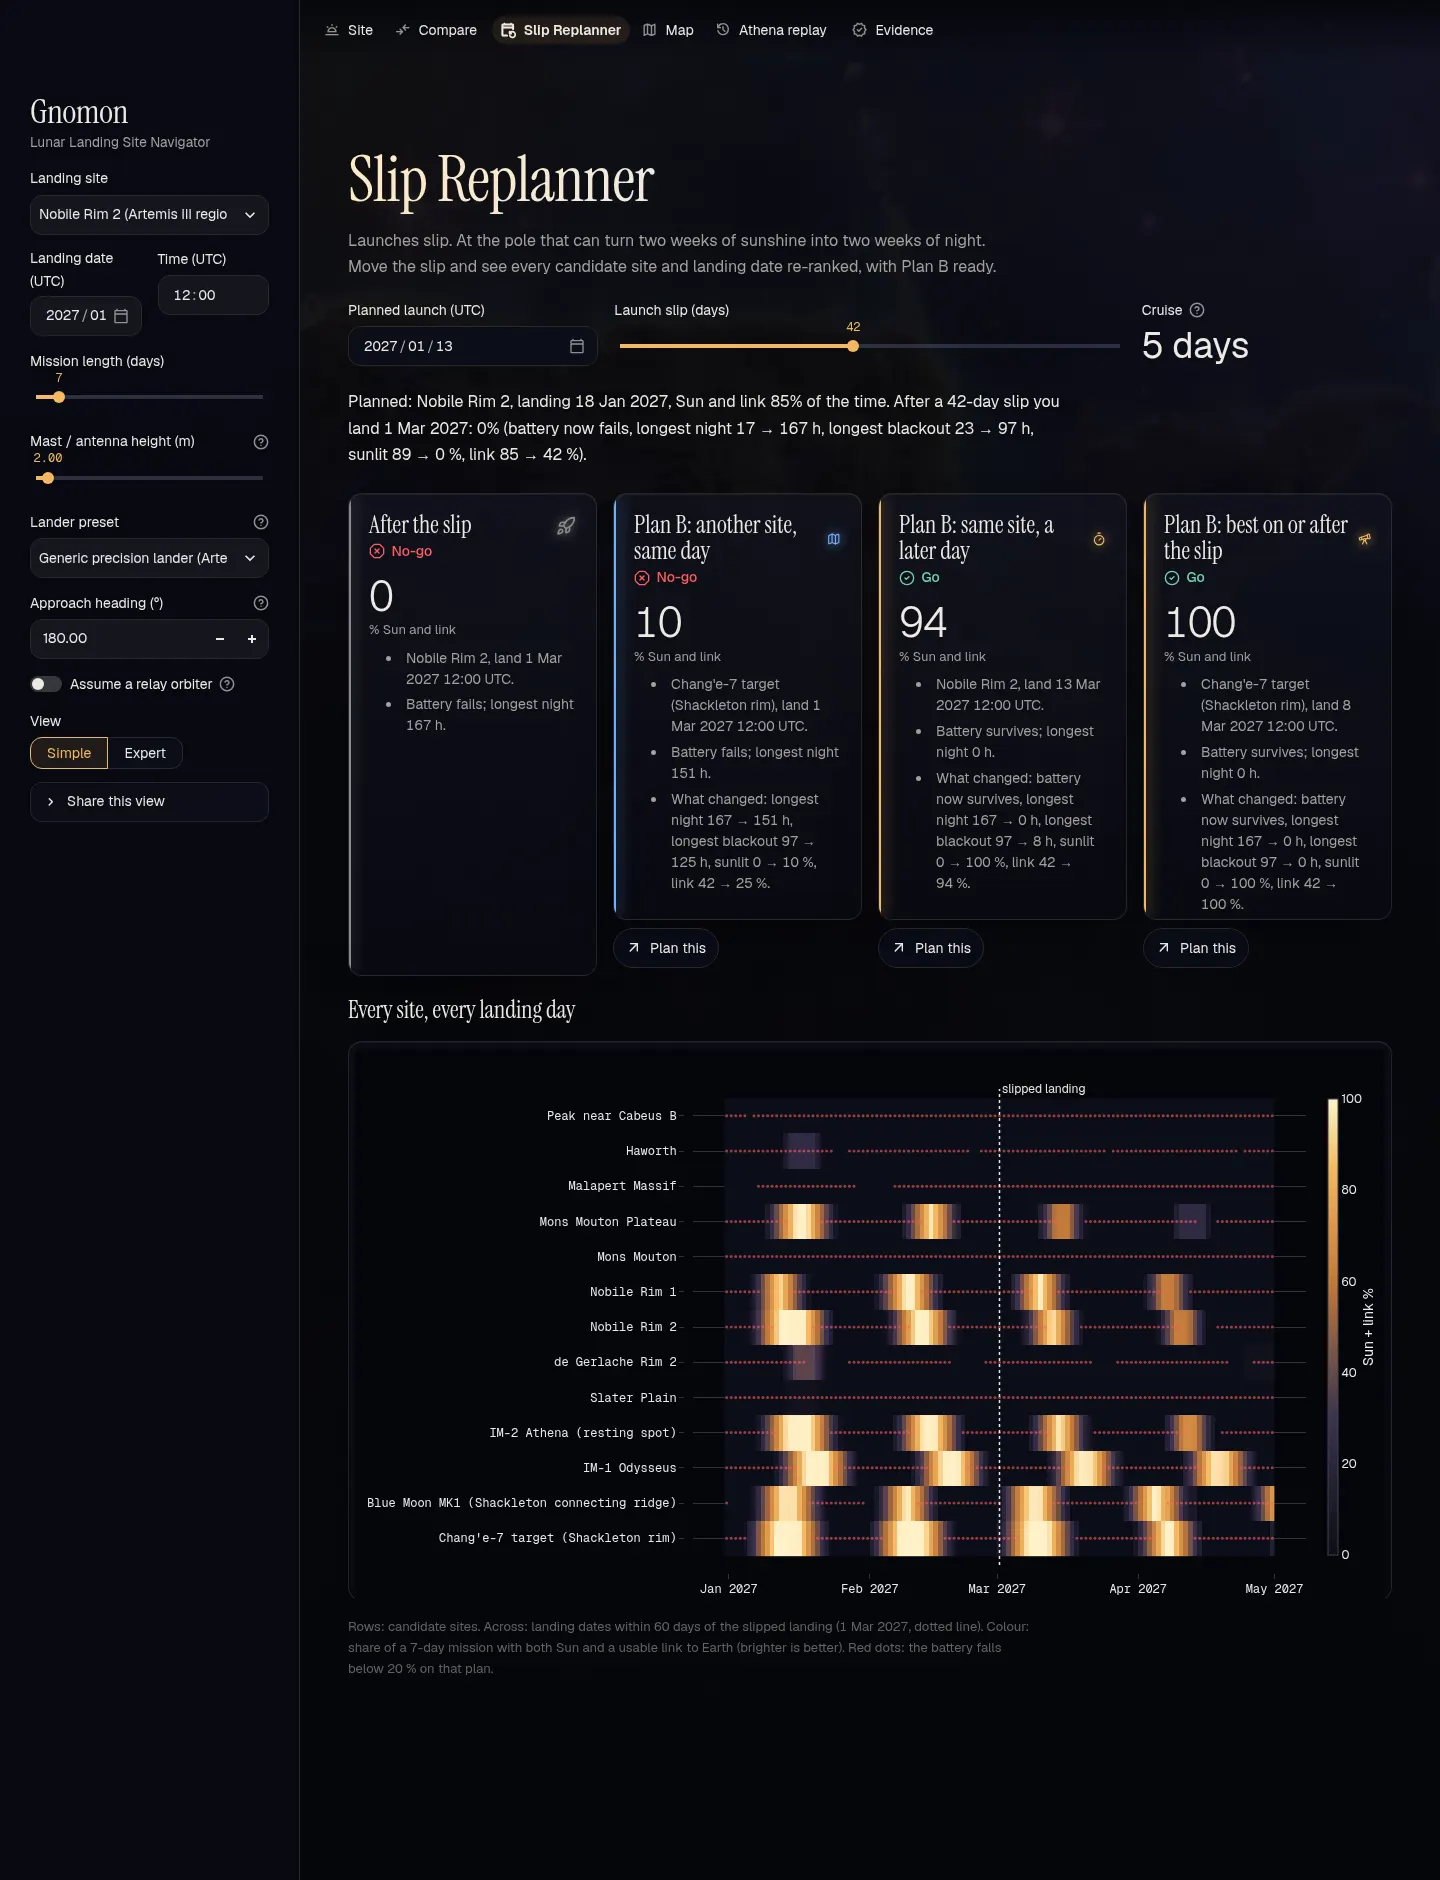 Site
Compare
Slip Replanner
Map
Athena replay
Evidence
Gnomon
Lunar Landing Site Navigator
Landing site
Nobile Rim 2 (Artemis III regio
Landing date
(UTC)
Time (UTC)
2027/01
12:00
Mission length (days)
7
Mast / antenna height (m)
2.00
Lander preset
Generic precision lander (Arte
Approach heading (°)
180.00
Assume a relay orbiter
View
Simple
Expert
Share this view
Slip Replanner
Launches slip. At the pole that can turn two weeks of sunshine into two weeks of night.
Move the slip and see every candidate site and landing date re-ranked, with Plan B ready.
Planned launch (UTC)
2027/01/13
Launch slip (days)
42
Cruise
5 days
Planned: Nobile Rim 2, landing 18 Jan 2027, Sun and link 85% of the time. After a 42-day slip you
land 1 Mar 2027: 0% (battery now fails, longest night 17 → 167 h, longest blackout 23 → 97 h,
sunlit 89 → 0 %, link 85 → 42 %).
After the slip
No-go
0
% Sun and link
Nobile Rim 2, land 1 Mar
2027 12:00 UTC.
Battery fails; longest night
167 h.
Plan B: another site,
same day
No-go
10
% Sun and link
Chang'e-7 target
(Shackleton rim), land 1
Mar 2027 12:00 UTC.
Battery fails; longest night
151 h.
What changed: longest
night 167 → 151 h,
longest blackout 97 →
125 h, sunlit 0 → 10 %,
link 42 → 25 %.
Plan this
Plan B: same site, a
later day
Go
94
% Sun and link
Nobile Rim 2, land 13 Mar
2027 12:00 UTC.
Battery survives; longest
night 0 h.
What changed: battery
now survives, longest
night 167 → 0 h, longest
blackout 97 → 8 h, sunlit
0 → 100 %, link 42 →
94 %.
Plan this
Plan B: best on or after
the slip
Go
100
% Sun and link
Chang'e-7 target
(Shackleton rim), land 8
Mar 2027 12:00 UTC.
Battery survives; longest
night 0 h.
What changed: battery
now survives, longest
night 167 → 0 h, longest
blackout 97 → 0 h, sunlit
0 → 100 %, link 42 →
100 %.
Plan this
Every site, every landing day
slipped landing
Peak near Cabeus B
Haworth
Malapert Massif
Mons Mouton Plateau
Mons Mouton
Nobile Rim 1
Nobile Rim 2
de Gerlache Rim 2
Slater Plain
IM-2 Athena (resting spot)
IM-1 Odysseus
Blue Moon MK1 (Shackleton connecting ridge)
Chang'e-7 target (Shackleton rim)
Jan 2027
Feb 2027
Mar 2027
Apr 2027
May 2027
100
80
60
40
20
0
Sun + link %
Rows: candidate sites. Across: landing dates within 60 days of the slipped landing (1 Mar 2027, dotted line). Colour:
share of a 7-day mission with both Sun and a usable link to Earth (brighter is better). Red dots: the battery falls
below 20 % on that plan.